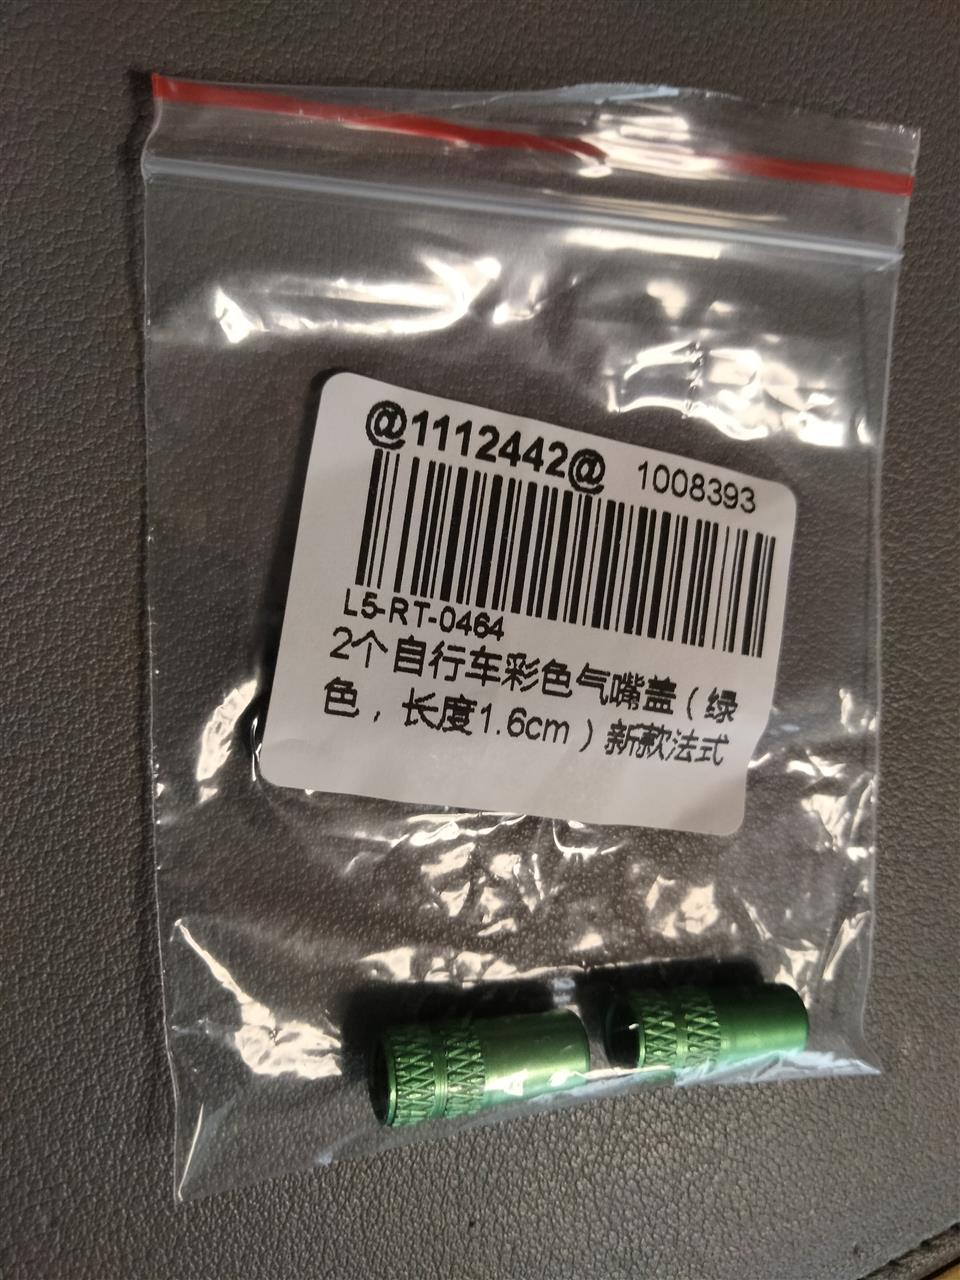 @1112442@ 1008393
L5-RT-0464
2个自行车彩色气嘴盖（绿
色，长度1.6cm）新款法式